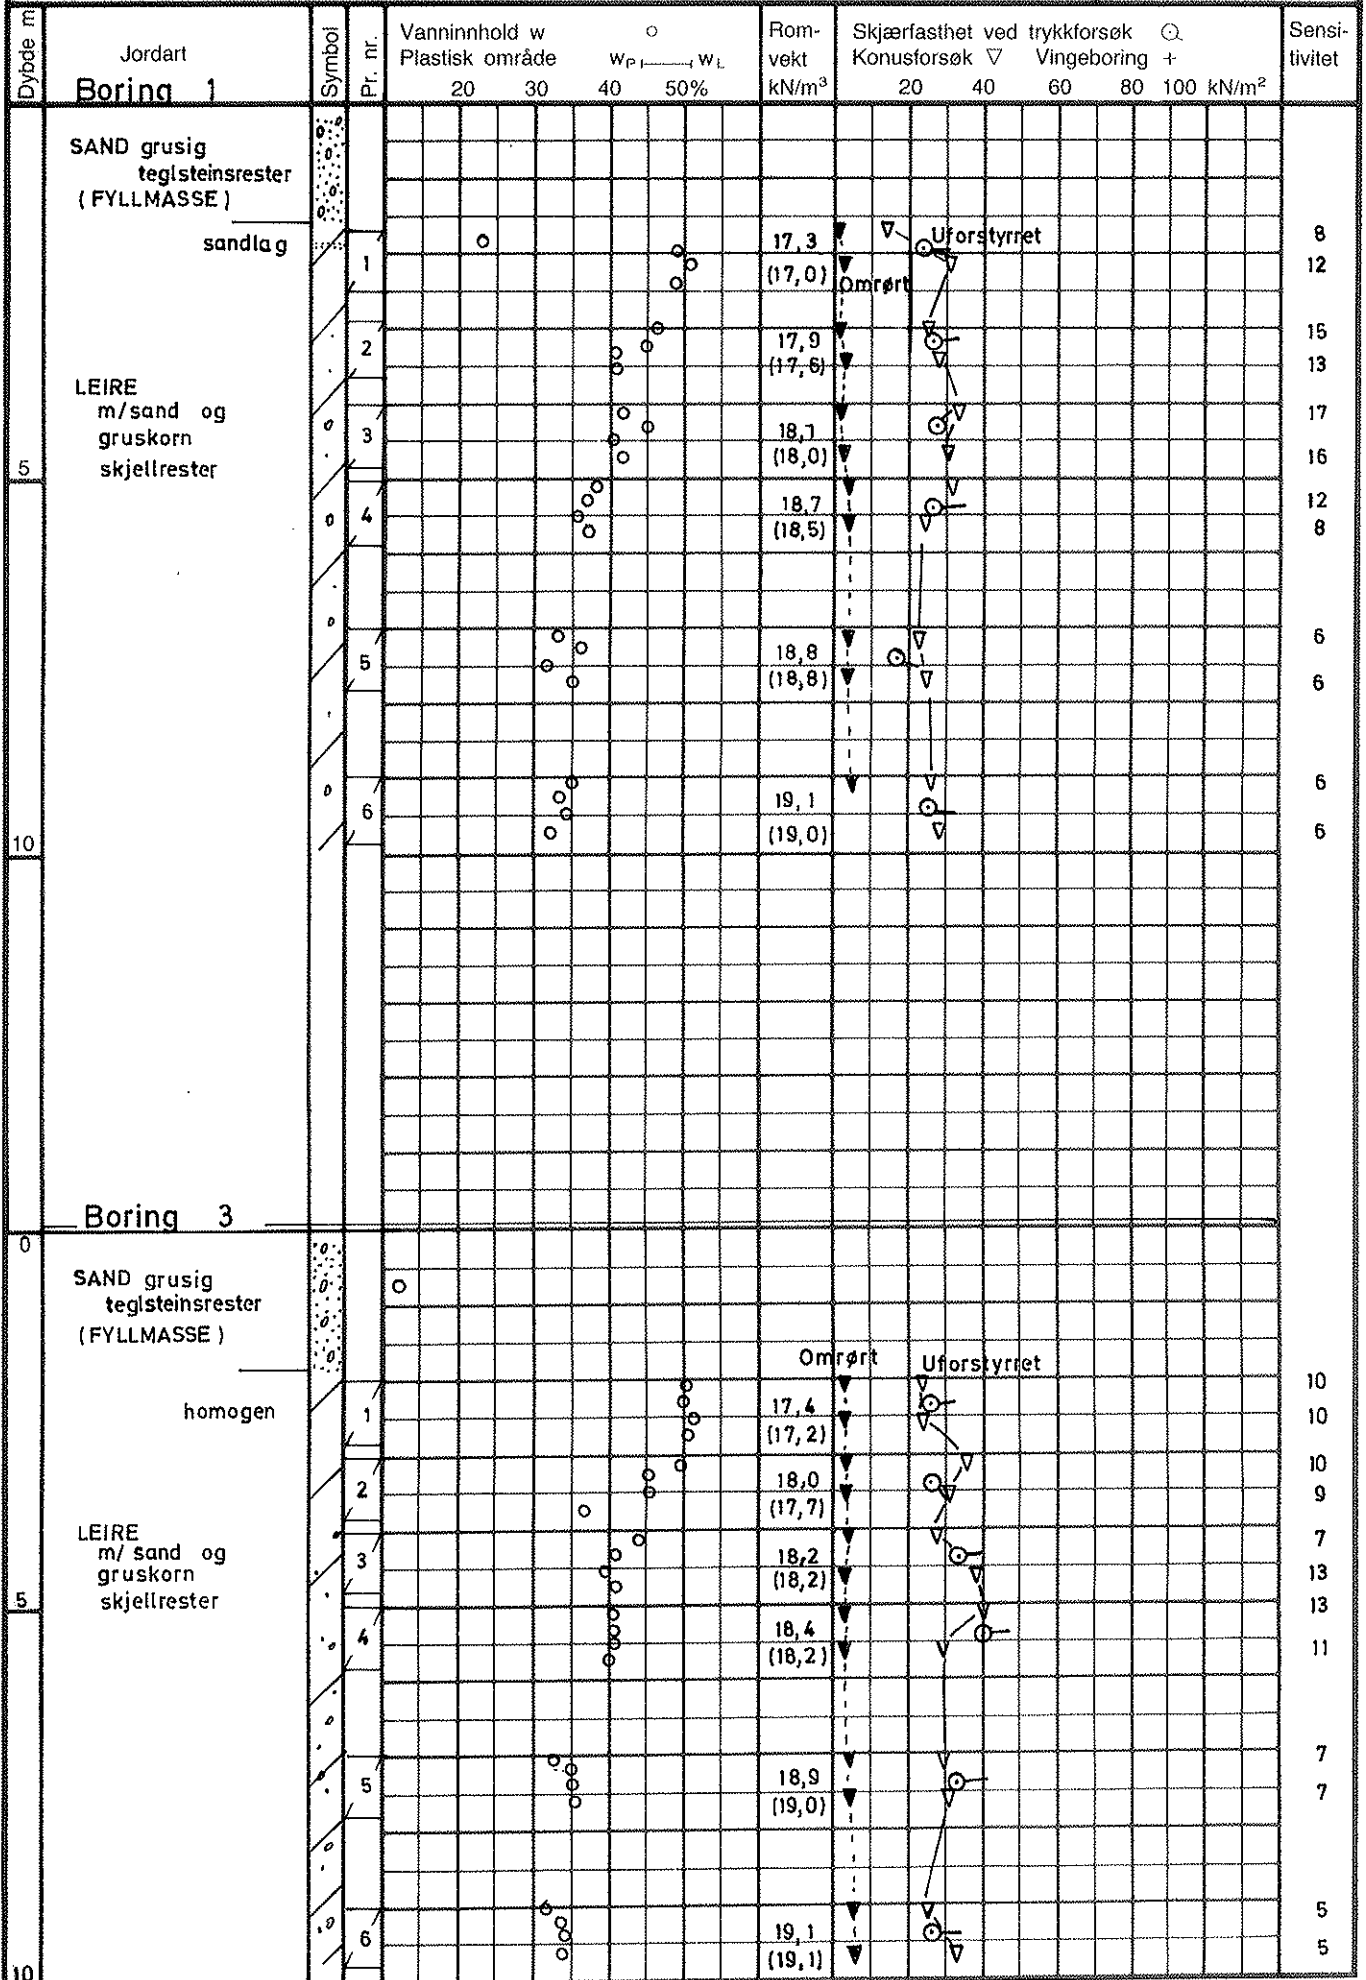 Dybde m
Jordart
Boring 1
Symbol
Pr. nr.
Vanninnhold w
Plastisk område wP wL
20 30 40 50%
Rom-
vekt
kN/m³
Skjærfasthet ved trykkforsøk
Konusforsøk ▽ Vingeboring +
20 40 60 80 100 kN/m²
Sensi-
tivitet
SAND grusig
teglsteinsrester
(FYLLMASSE)
sandlag
LEIRE
m/sand og
gruskorn
skjellrester
5
10
1
2
3
4
5
6
17,3
(17,0)
17,9
(17,6)
18,1
(18,0)
18,7
(18,5)
18,8
(18,8)
19,1
(19,0)
Uforstyrret
Omrørt
8
12
15
13
17
16
12
8
6
6
6
6
Boring 3
0
SAND grusig
teglsteinsrester
(FYLLMASSE)
homogen
LEIRE
m/ sand og
gruskorn
skjellrester
5
10
1
2
3
4
5
6
17,4
(17,2)
18,0
(17,7)
18,2
(18,2)
18,4
(18,2)
18,9
(19,0)
19,1
(19,1)
Omrørt Uforstyrret
10
10
10
9
7
13
13
11
7
7
5
5